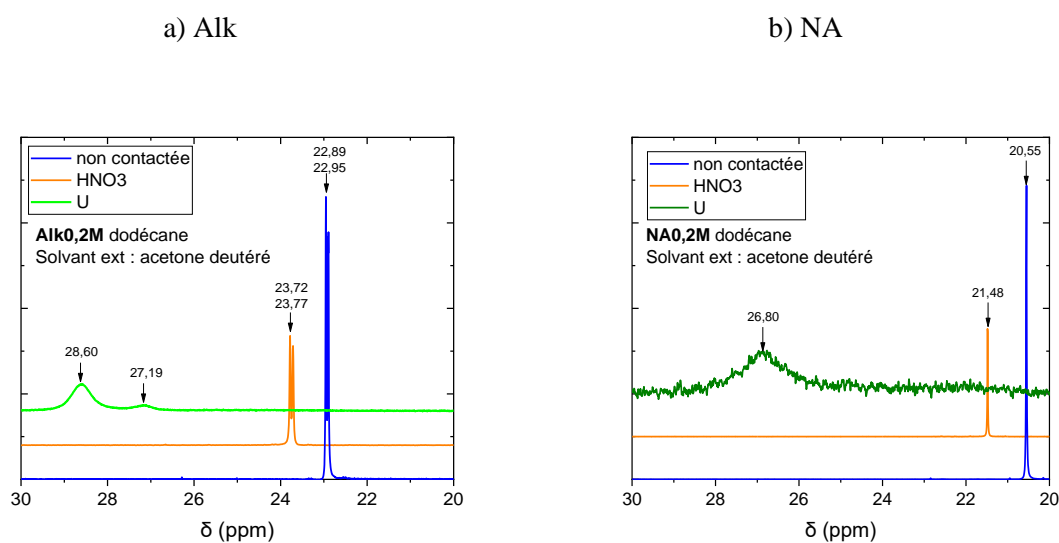 a) Alk
b) NA
non contactée
HNO3
U
Alk0,2M dodécane
Solvant ext : acetone deutéré
22,89
22,95
23,72
23,77
28,60
27,19
30 28 26 24 22 20
δ (ppm)
non contactée
HNO3
U
NA0,2M dodécane
Solvant ext : acetone deutéré
20,55
21,48
26,80
30 28 26 24 22 20
δ (ppm)